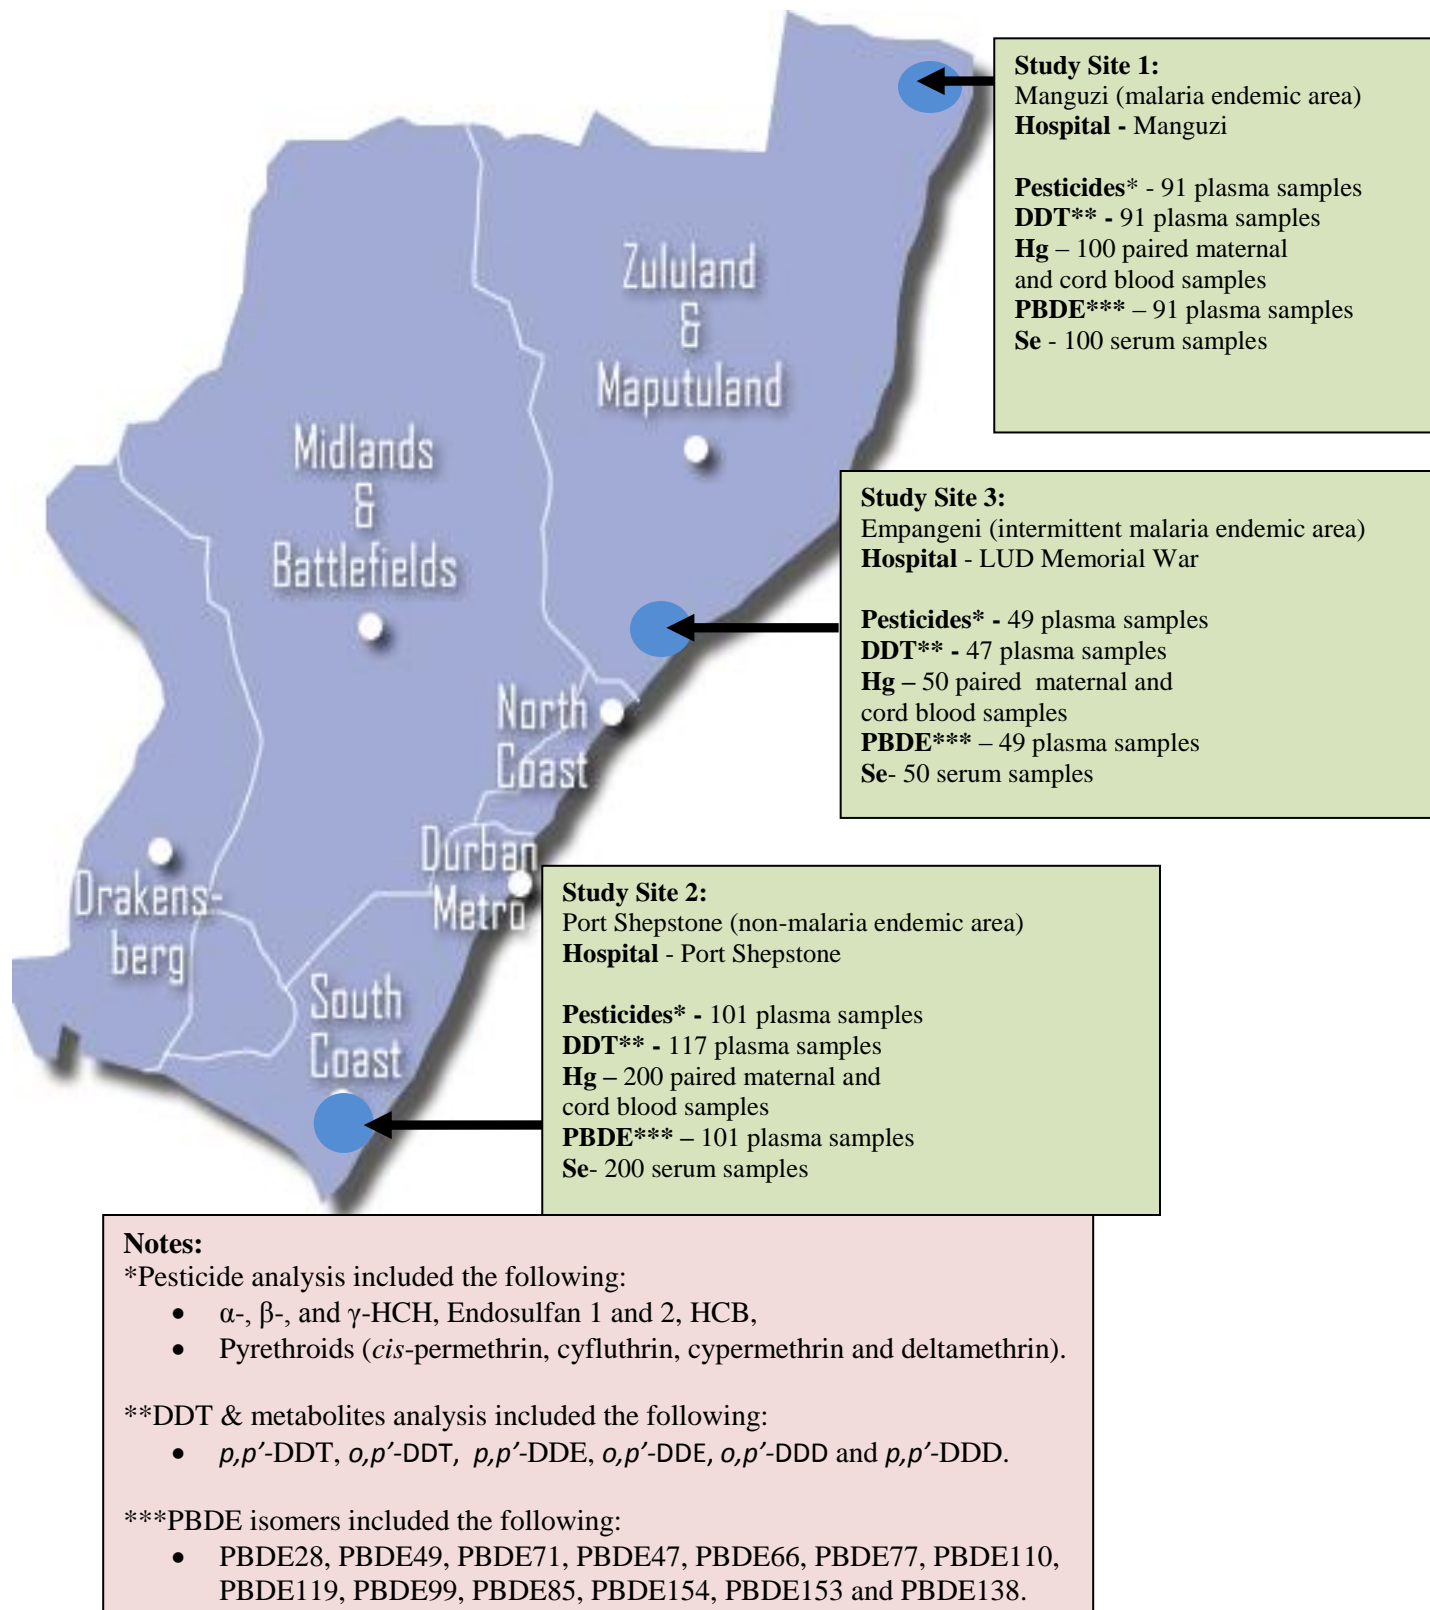 Study Site 1:
Manguzi (malaria endemic area)
Hospital - Manguzi
Pesticides* - 91 plasma samples
DDT** - 91 plasma samples
Hg – 100 paired maternal
and cord blood samples
PBDE*** – 91 plasma samples
Se - 100 serum samples
Zululand
&
Maputuland
Midlands
&
Battlefields
Study Site 3:
Empangeni (intermittent malaria endemic area)
Hospital - LUD Memorial War
Pesticides* - 49 plasma samples
DDT** - 47 plasma samples
Hg – 50 paired  maternal and
cord blood samples
PBDE*** – 49 plasma samples
Se- 50 serum samples
North
Coast
Durban
Metro
Drakens-
berg
South
Coast
Study Site 2:
Port Shepstone (non-malaria endemic area)
Hospital - Port Shepstone
Pesticides* - 101 plasma samples
DDT** - 117 plasma samples
Hg – 200 paired maternal and
cord blood samples
PBDE*** – 101 plasma samples
Se- 200 serum samples
Notes:
*Pesticide analysis included the following:
• α-, β-, and γ-HCH, Endosulfan 1 and 2, HCB,
• Pyrethroids (cis-permethrin, cyfluthrin, cypermethrin and deltamethrin).
**DDT & metabolites analysis included the following:
• p,p’-DDT, o,p’-DDT,  p,p’-DDE, o,p’-DDE, o,p’-DDD and p,p’-DDD.
***PBDE isomers included the following:
• PBDE28, PBDE49, PBDE71, PBDE47, PBDE66, PBDE77, PBDE110,
PBDE119, PBDE99, PBDE85, PBDE154, PBDE153 and PBDE138.